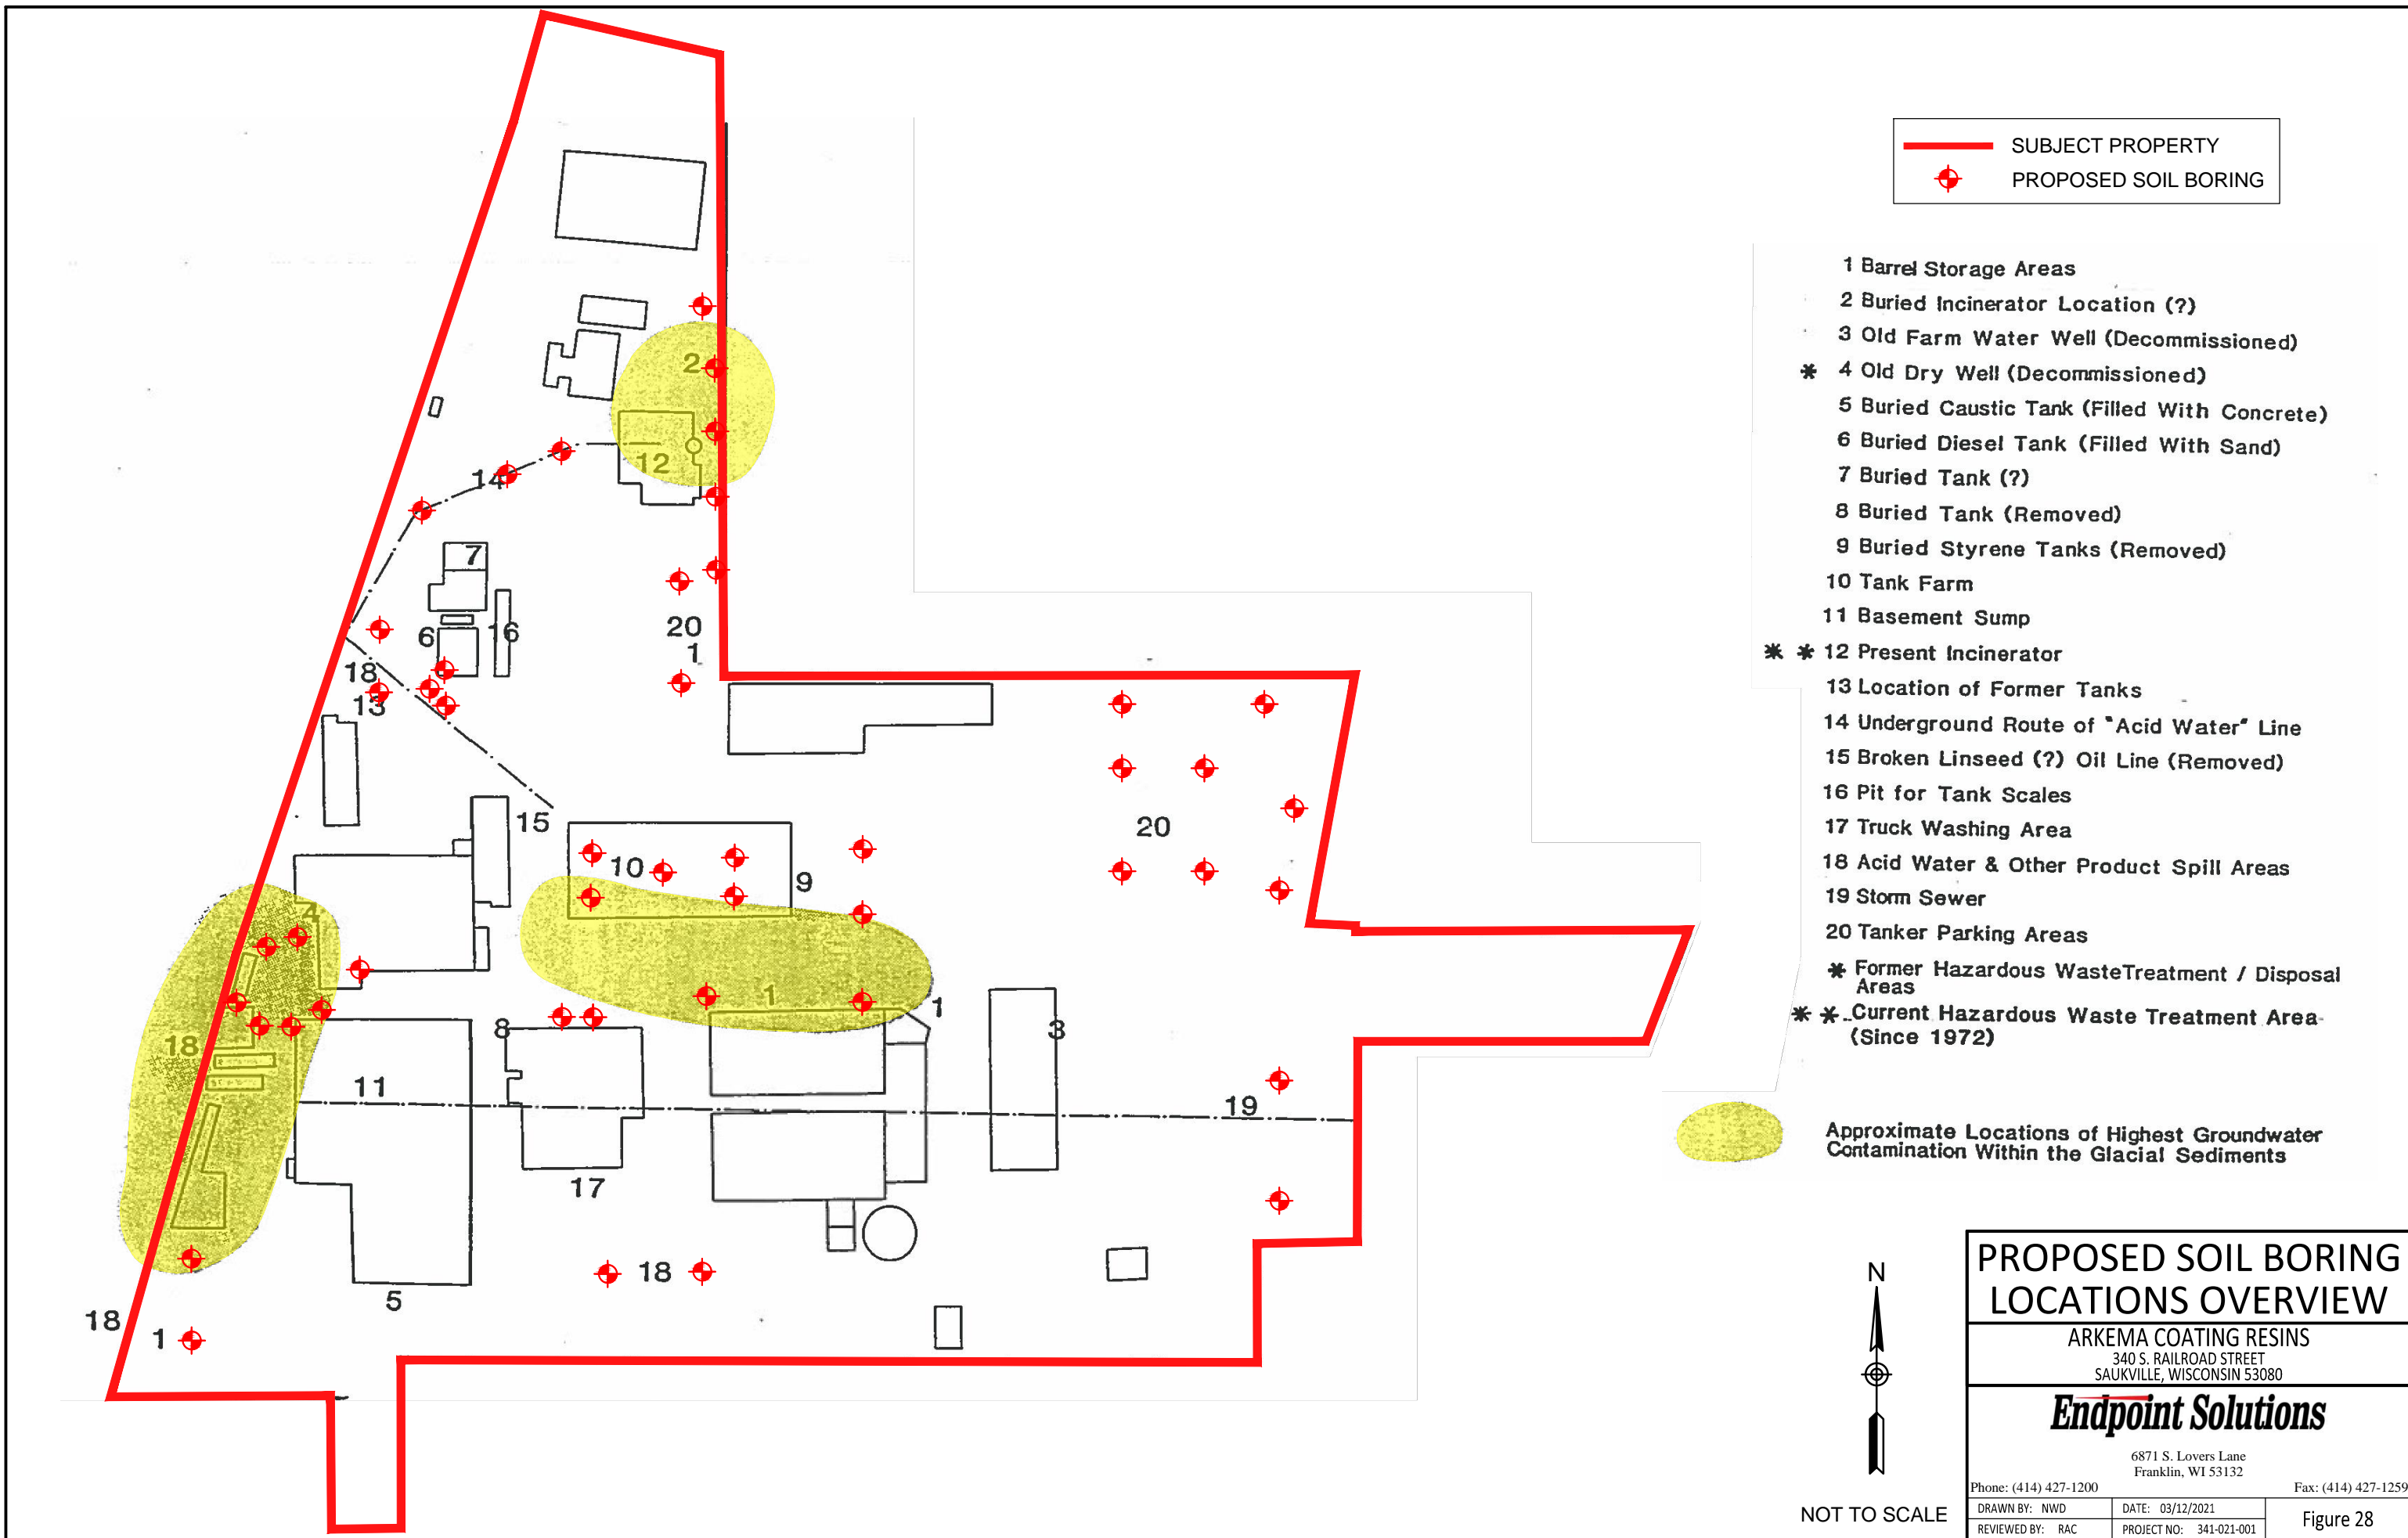 SUBJECT PROPERTY
PROPOSED SOIL BORING
1 Barrel Storage Areas
2 Buried Incinerator Location (?)
3 Old Farm Water Well (Decommissioned)
* 4 Old Dry Well (Decommissioned)
5 Buried Caustic Tank (Filled With Concrete)
6 Buried Diesel Tank (Filled With Sand)
7 Buried Tank (?)
8 Buried Tank (Removed)
9 Buried Styrene Tanks (Removed)
10 Tank Farm
11 Basement Sump
* * 12 Present Incinerator
13 Location of Former Tanks
14 Underground Route of "Acid Water" Line
15 Broken Linseed (?) Oil Line (Removed)
16 Pit for Tank Scales
17 Truck Washing Area
18 Acid Water & Other Product Spill Areas
19 Storm Sewer
20 Tanker Parking Areas
* Former Hazardous WasteTreatment / Disposal
Areas
* * Current Hazardous Waste Treatment Area
(Since 1972)
Approximate Locations of Highest Groundwater
Contamination Within the Glacial Sediments
2
12
14
7
6
16
20
1
18
13
15
10
9
20
4
1
1
18
8
3
11
19
17
18
5
18
1
N
NOT TO SCALE
PROPOSED SOIL BORING
LOCATIONS OVERVIEW
ARKEMA COATING RESINS
340 S. RAILROAD STREET
SAUKVILLE, WISCONSIN 53080
Endpoint Solutions
6871 S. Lovers Lane
Franklin, WI 53132
Phone: (414) 427-1200 Fax: (414) 427-1259
DRAWN BY: NWD DATE: 03/12/2021
REVIEWED BY: RAC PROJECT NO: 341-021-001
Figure 28